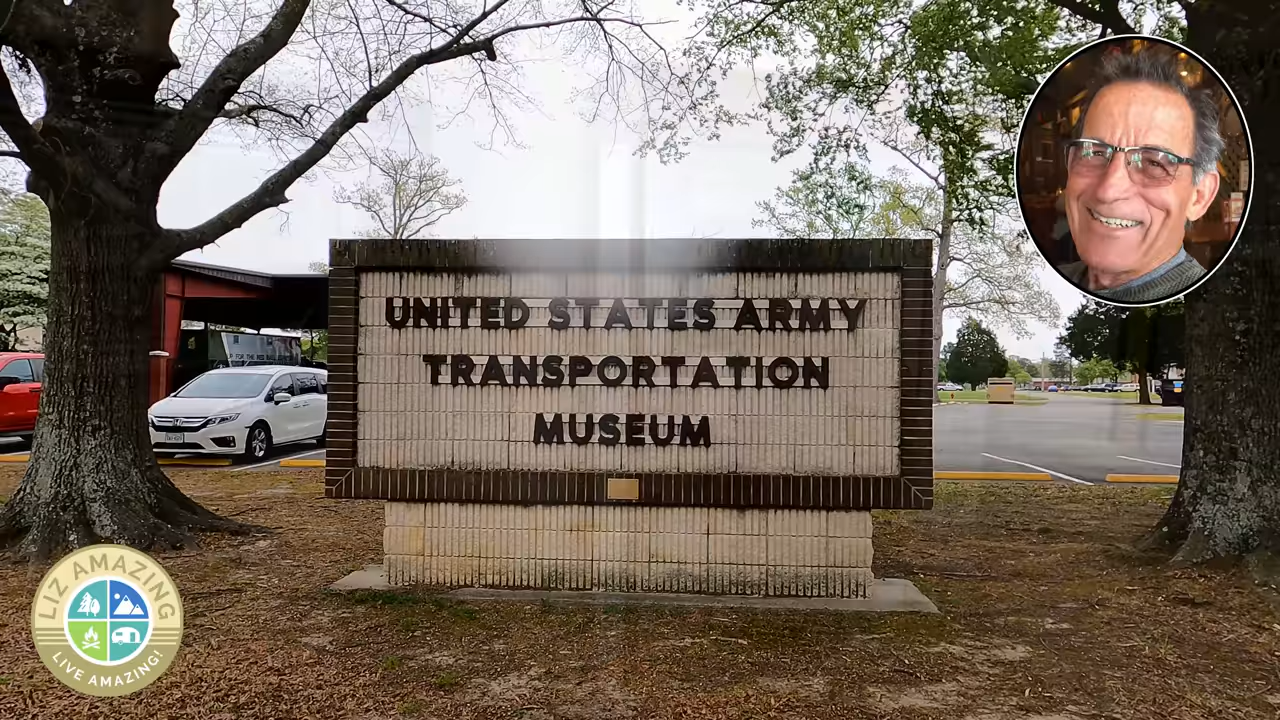 UNITED STATES ARMY
TRANSPORTATION
MUSEUM
LIZ AMAZING
LIVE AMAZING!